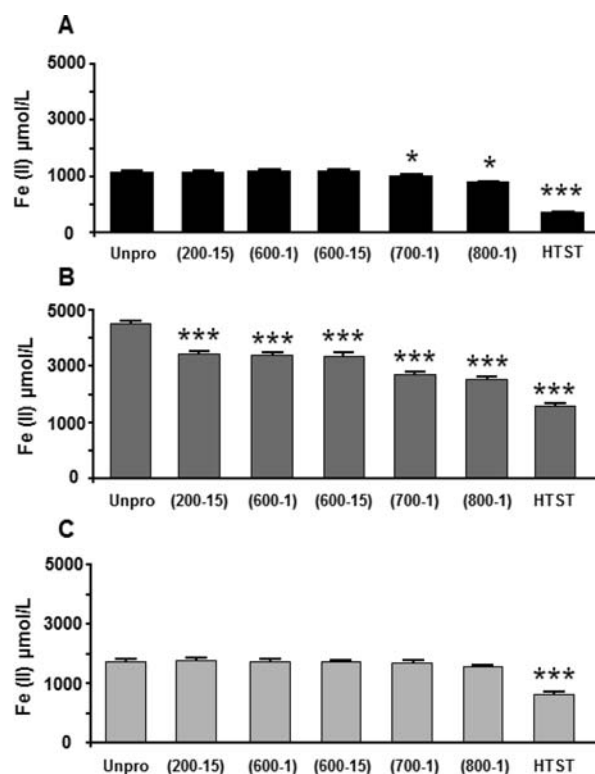 A
Fe (II) µmol/L
5000
3000
1000
0
*
*
***
Unpro (200-15) (600-1) (600-15) (700-1) (800-1) HTST
B
Fe (II) µmol/L
5000
3000
1000
0
***
***
***
***
***
***
Unpro (200-15) (600-1) (600-15) (700-1) (800-1) HTST
C
Fe (II) µmol/L
5000
3000
1000
0
***
Unpro (200-15) (600-1) (600-15) (700-1) (800-1) HTST